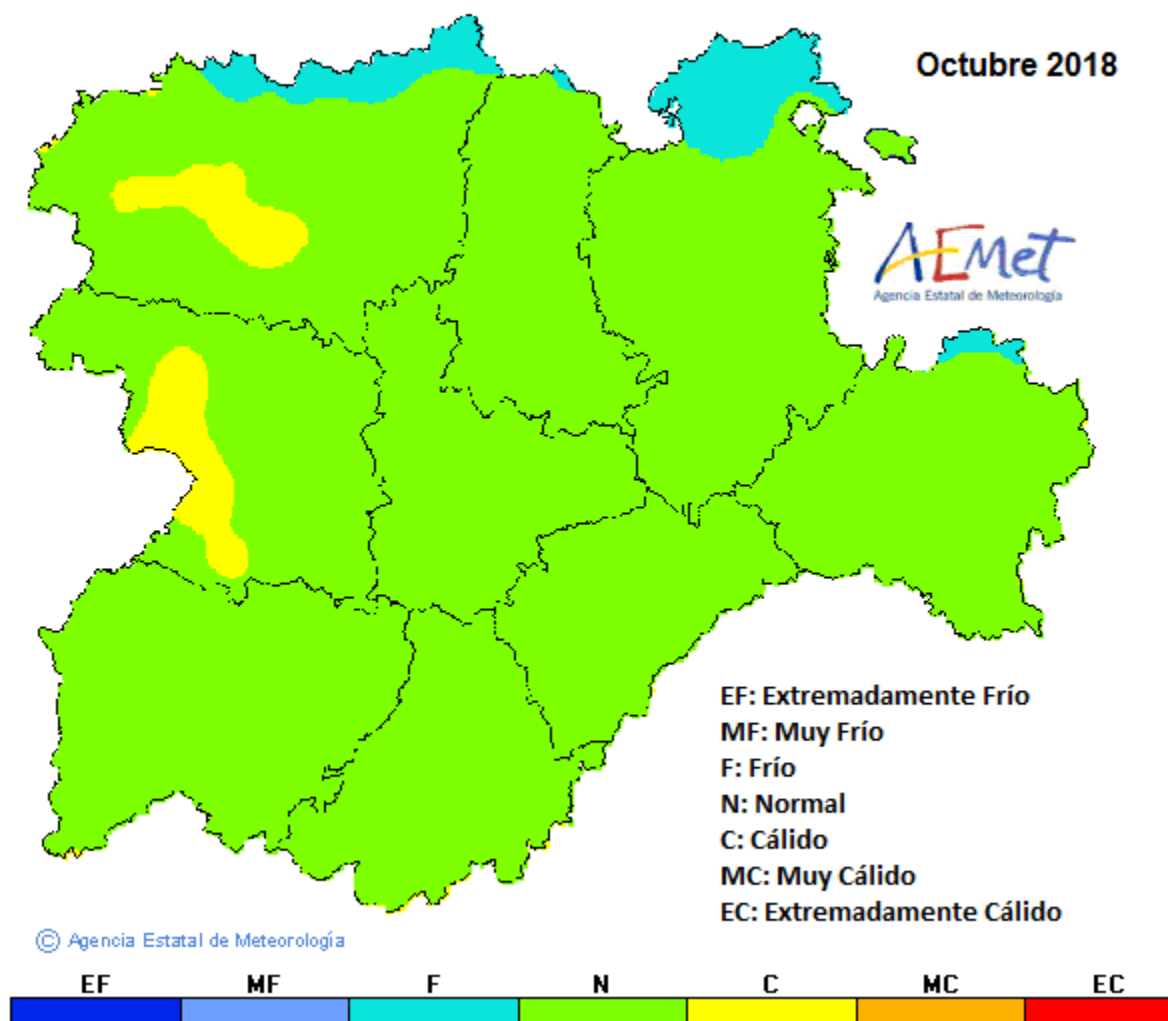 Octubre 2018
AEMet
Agencia Estatal de Meteorología
EF: Extremadamente Frío
MF: Muy Frío
F: Frío
N: Normal
C: Cálido
MC: Muy Cálido
EC: Extremadamente Cálido
© Agencia Estatal de Meteorología
EF MF F N C MC EC